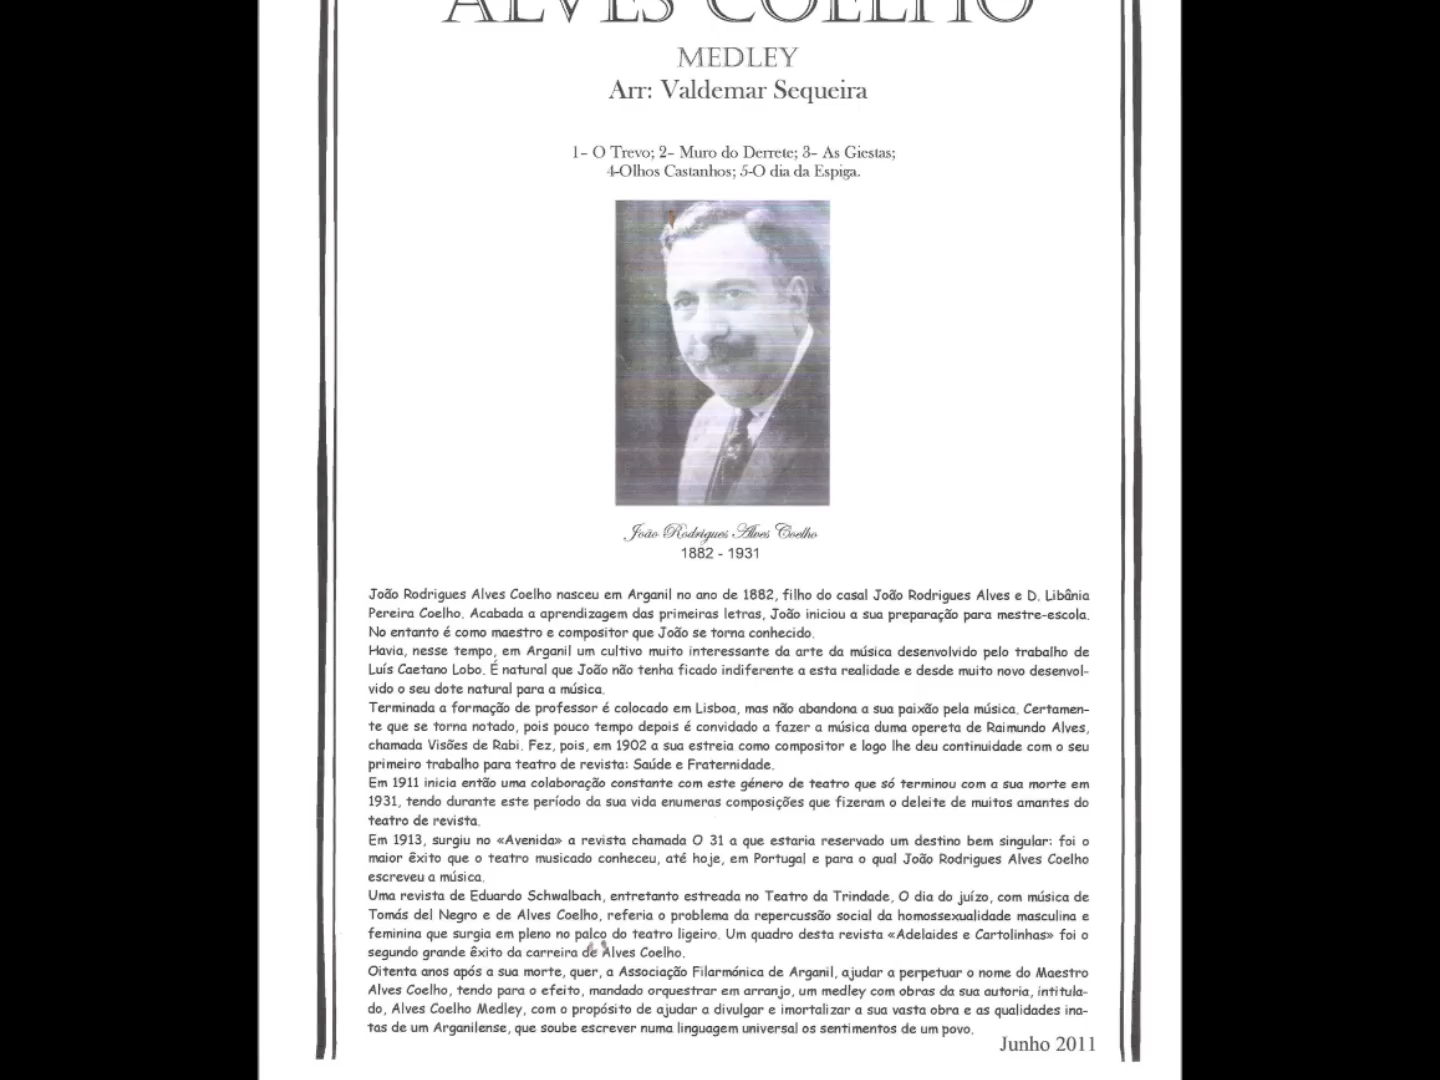 ALVES COELHO
MEDLEY
Arr: Valdemar Sequeira
1- O Trevo; 2- Muro do Derrete; 3- As Giestas;
4-Olhos Castanhos; 5-O dia da Espiga.
João Rodrigues Alves Coelho
1882 - 1931
João Rodrigues Alves Coelho nasceu em Arganil no ano de 1882, filho do casal João Rodrigues Alves e D. Libânia
Pereira Coelho. Acabada a aprendizagem das primeiras letras, João iniciou a sua preparação para mestre-escola.
No entanto é como maestro e compositor que João se torna conhecido.
Havia, nesse tempo, em Arganil um cultivo muito interessante da arte da música desenvolvido pelo trabalho de
Luís Caetano Lobo. É natural que João não tenha ficado indiferente a esta realidade e desde muito novo desenvol-
vido o seu dote natural para a música.
Terminada a formação de professor é colocado em Lisboa, mas não abandona a sua paixão pela música. Certamen-
te que se torna notado, pois pouco tempo depois é convidado a fazer a música duma opereta de Raimundo Alves,
chamada Visões de Rabi. Fez, pois, em 1902 a sua estreia como compositor e logo lhe deu continuidade com o seu
primeiro trabalho para teatro de revista: Saúde e Fraternidade.
Em 1911 inicia então uma colaboração constante com este género de teatro que só terminou com a sua morte em
1931, tendo durante este período da sua vida enumeras composições que fizeram o deleite de muitos amantes do
teatro de revista.
Em 1913, surgiu no «Avenida» a revista chamada O 31 a que estaria reservado um destino bem singular: foi o
maior êxito que o teatro musicado conheceu, até hoje, em Portugal e para o qual João Rodrigues Alves Coelho
escreveu a música.
Uma revista de Eduardo Schwalbach, entretanto estreada no Teatro da Trindade, O dia do juízo, com música de
Tomás del Negro e de Alves Coelho, referia o problema da repercussão social da homossexualidade masculina e
feminina que surgia em pleno no palco do teatro ligeiro. Um quadro desta revista «Adelaides e Cartolinhas» foi o
segundo grande êxito da carreira de Alves Coelho.
Oitenta anos após a sua morte, quer, a Associação Filarmónica de Arganil, ajudar a perpetuar o nome do Maestro
Alves Coelho, tendo para o efeito, mandado orquestrar em arranjo, um medley com obras da sua autoria, intitula-
do, Alves Coelho Medley, com o propósito de ajudar a divulgar e imortalizar a sua vasta obra e as qualidades ina-
tas de um Arganilense, que soube escrever numa linguagem universal os sentimentos de um povo.
Junho 2011